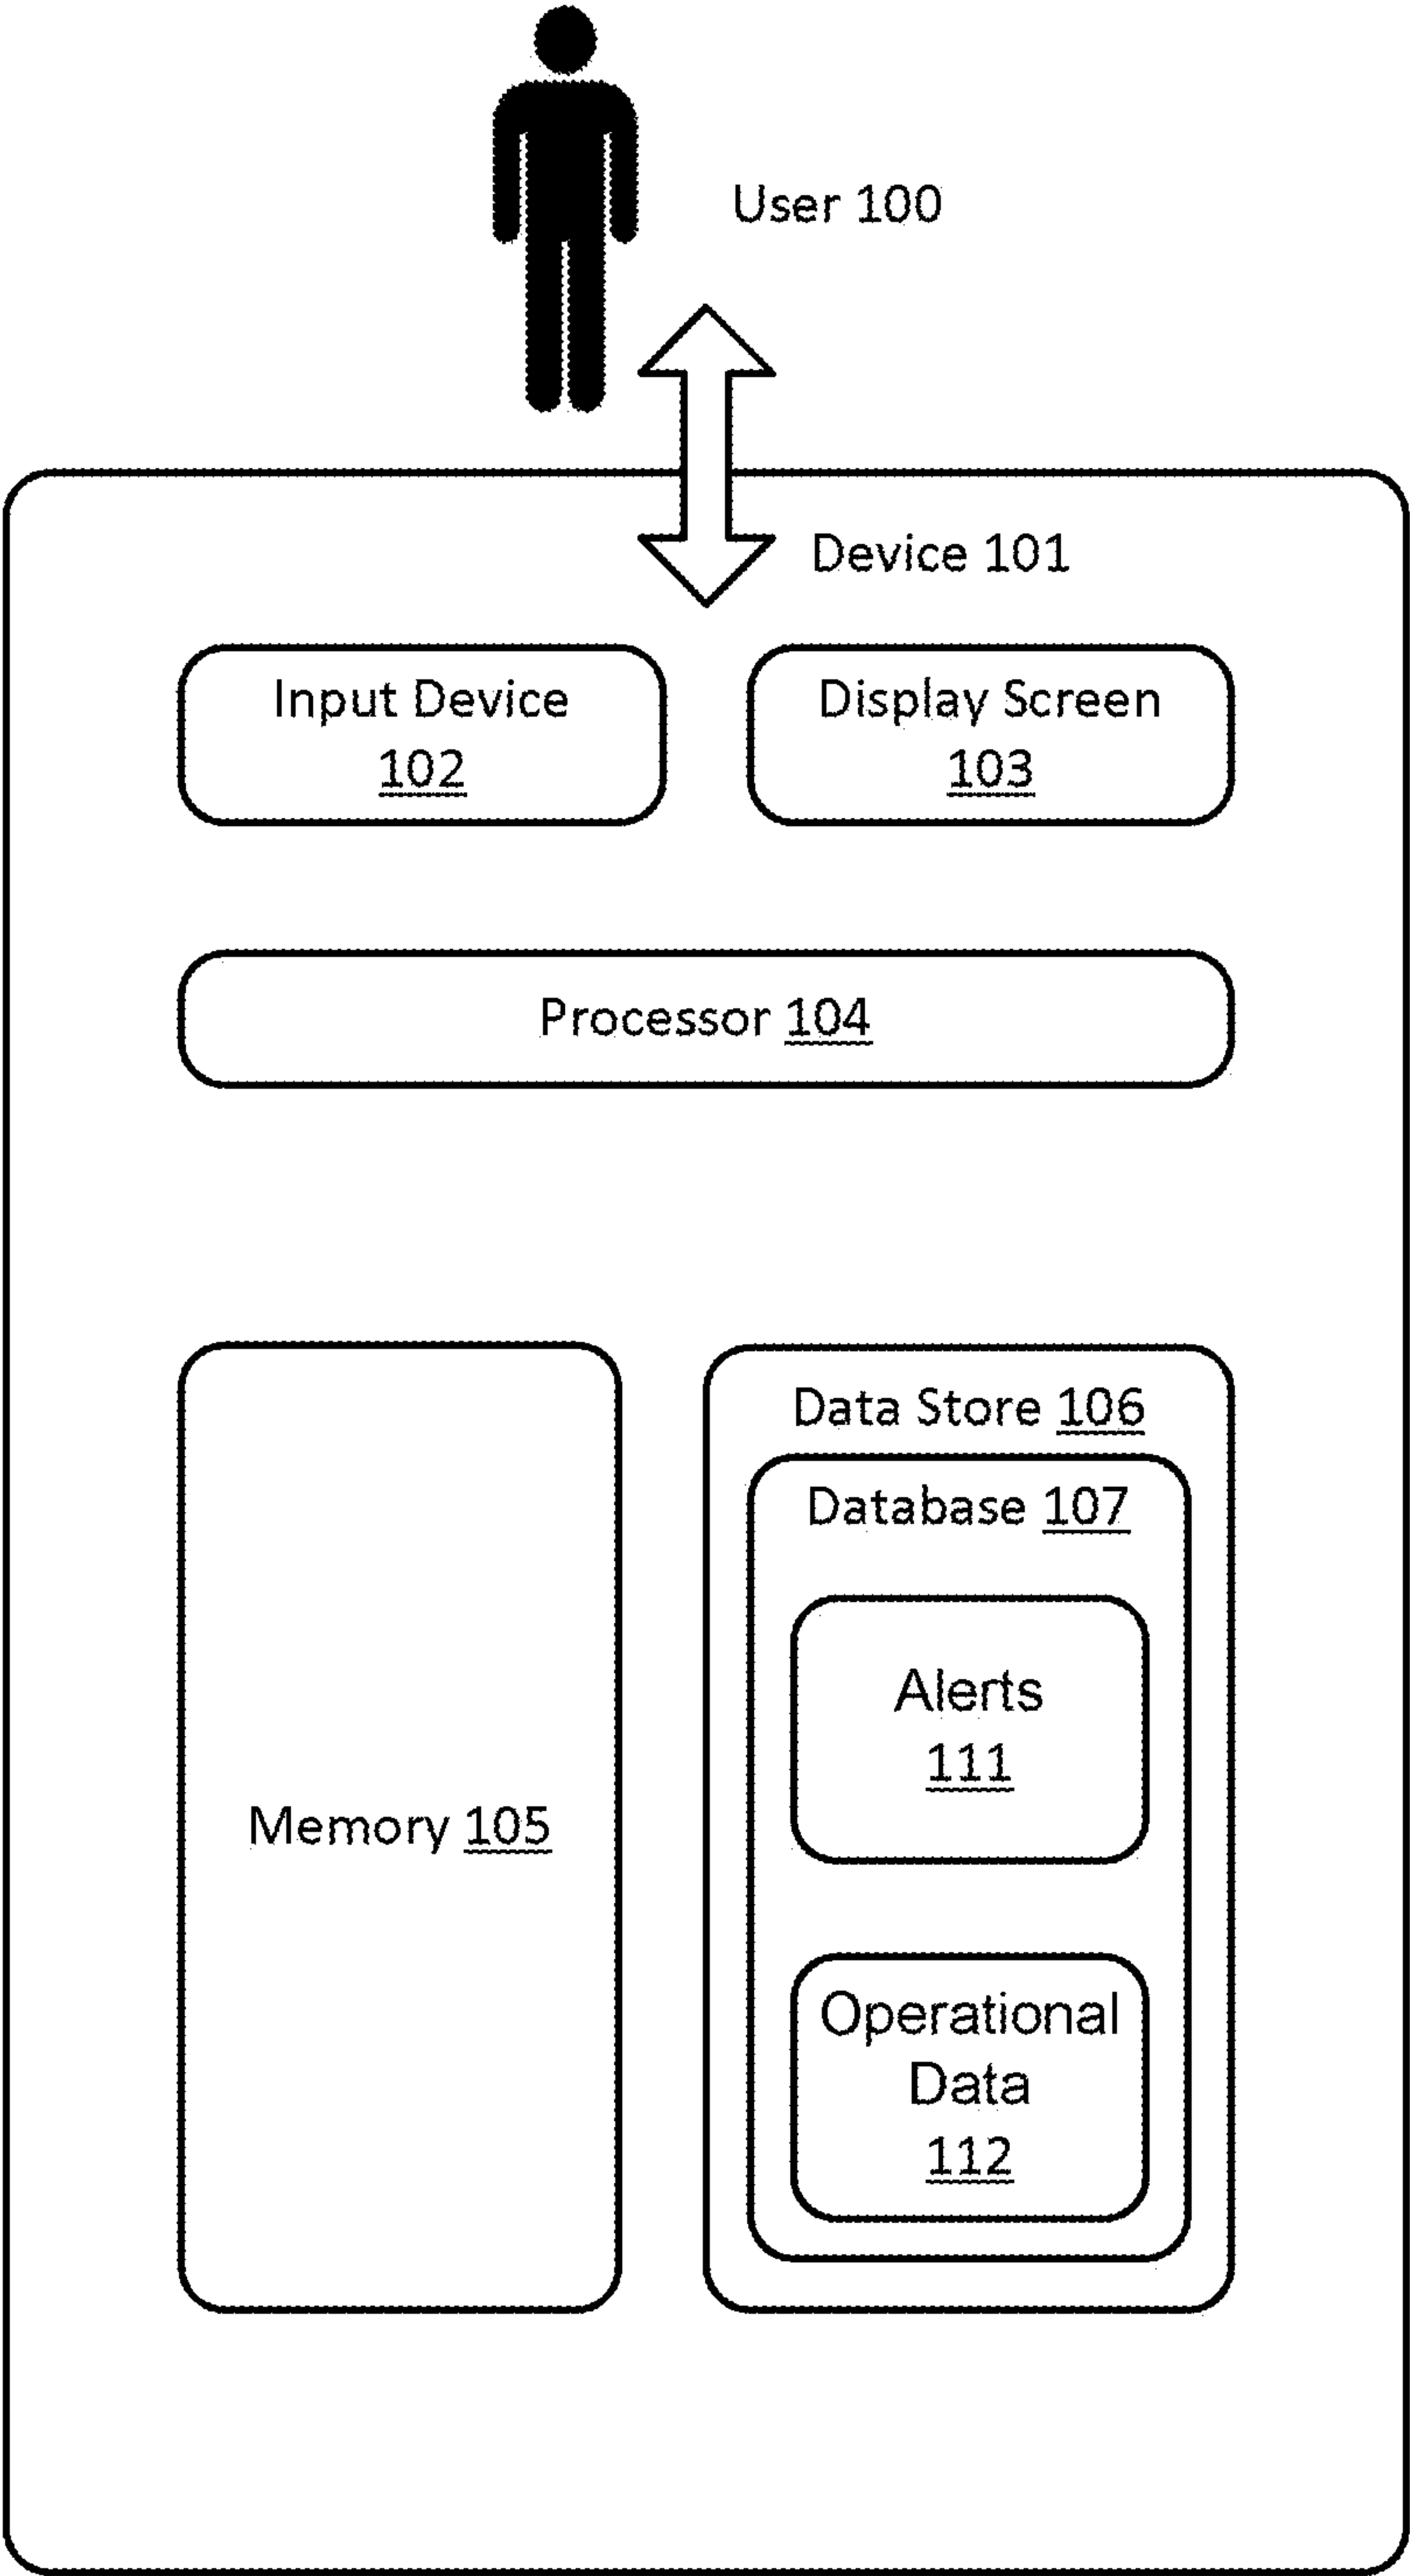 User 100
Device 101
Input Device
102
Display Screen
103
Processor 104
Memory 105
Data Store 106
Database 107
Alerts
111
Operational
Data
112